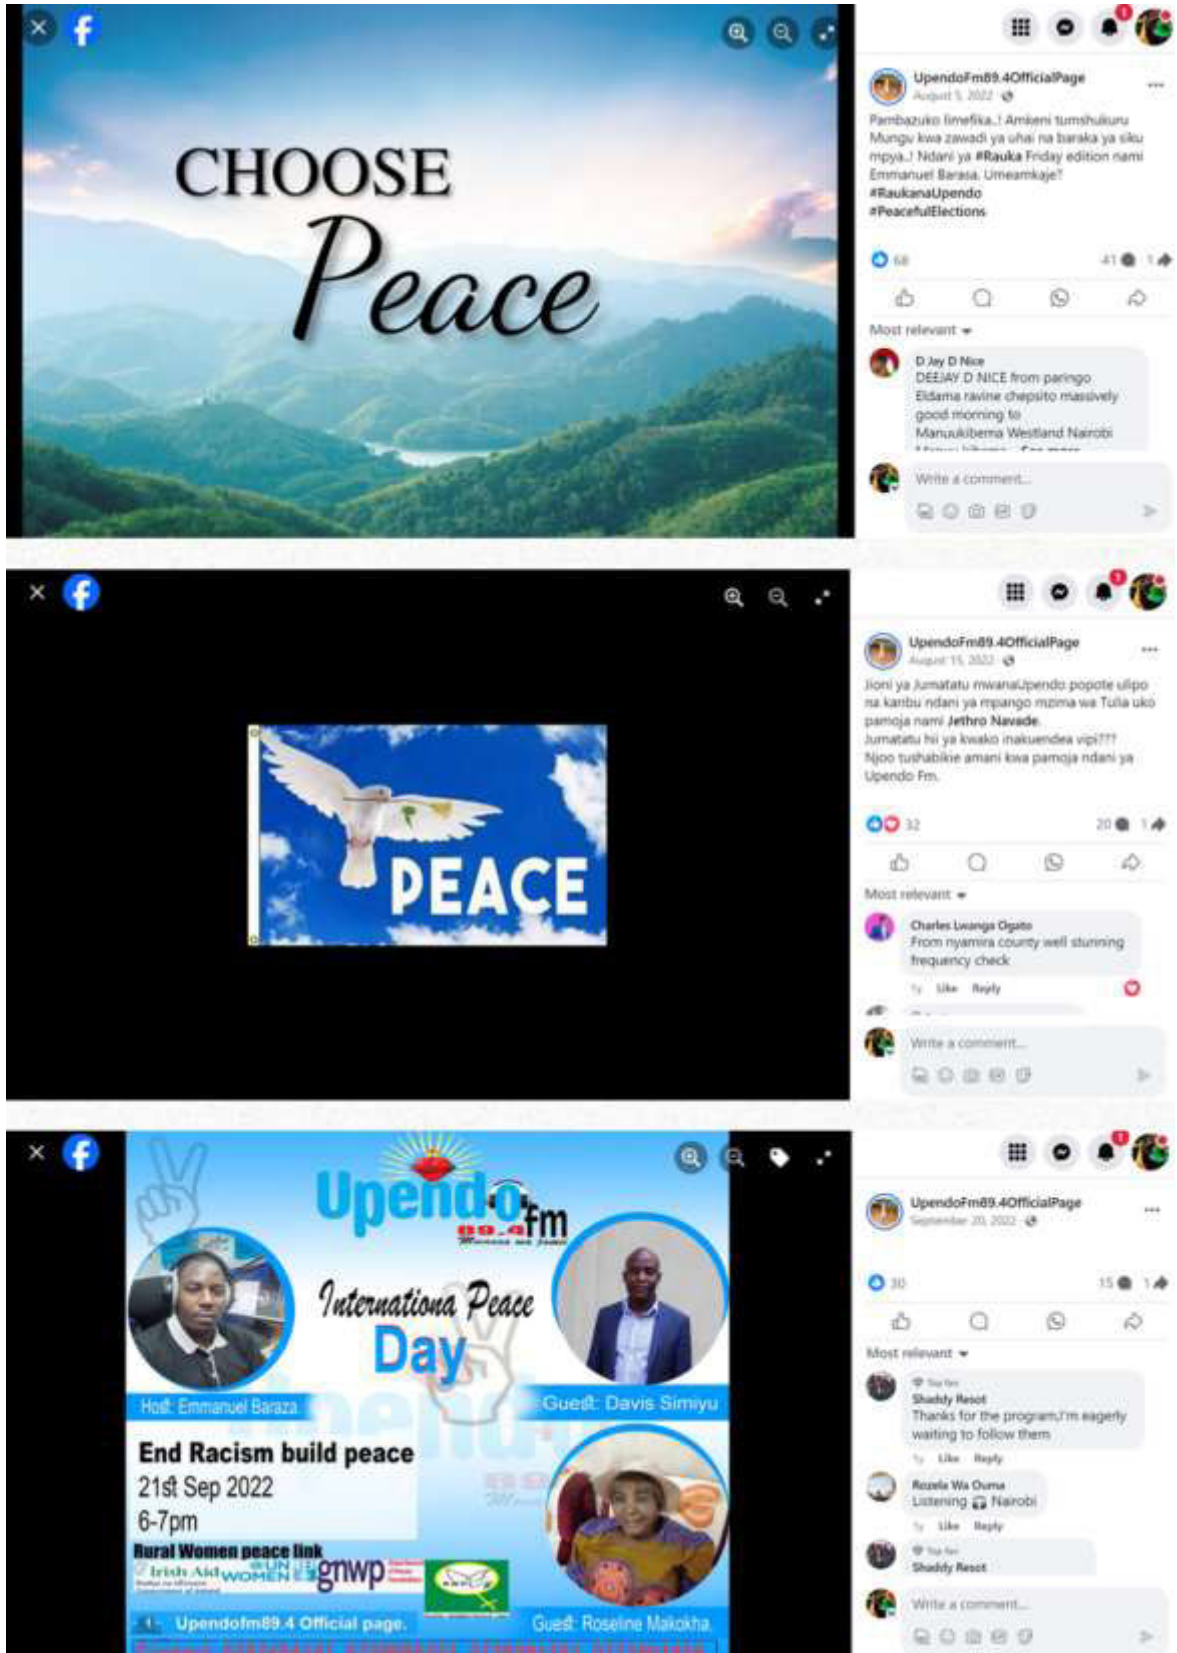 CHOOSE
Peace
UpendoFm89.4OfficialPage
August 5, 2022
Pambazuko limefika..! Amkeni tumshukuru
Mungu kwa zawadi ya uhai na baraka ya siku
mpya..! Ndani ya #Rauka Friday edition nami
Emmanuel Barasa. Umeamkaje?
#RaukanaUpendo
#PeacefulElections
68
41 1
Most relevant
D Jay D Nice
DEEJAY D NICE from paringo
Eldama ravine chepsito massively
good morning to
Manuukibema Westland Nairobi
Write a comment...
PEACE
UpendoFm89.4OfficialPage
August 15, 2022
Jioni ya Jumatatu mwanaUpendo popote ulipo
na karibu ndani ya mpango mzima wa Tulia uko
pamoja nami Jethro Navade.
Jumatatu hii ya kwako inakuendea vipi???
Njoo tushabikie amani kwa pamoja ndani ya
Upendo Fm.
32
20 1
Most relevant
Charles Lwanga Ogato
From nyamira county well stunning
frequency check
1y Like Reply
Write a comment...
Upendo fm
89.4
Internationa Peace
Day
Host: Emmanuel Baraza.
Guest: Davis Simiyu
End Racism build peace
21st Sep 2022
6-7pm
Rural Women peace link
Irish Aid
UN
WOMEN
gnwp
Upendofm89.4 Official page.
Guest: Roseline Makokha.
UpendoFm89.4OfficialPage
September 20, 2022
30
15 1
Most relevant
Top fan
Shaddy Resot
Thanks for the program,I'm eagerly
waiting to follow them
1y Like Reply
Rozela Wa Ouma
Listening Nairobi
1y Like Reply
Top fan
Shaddy Resot
Write a comment...